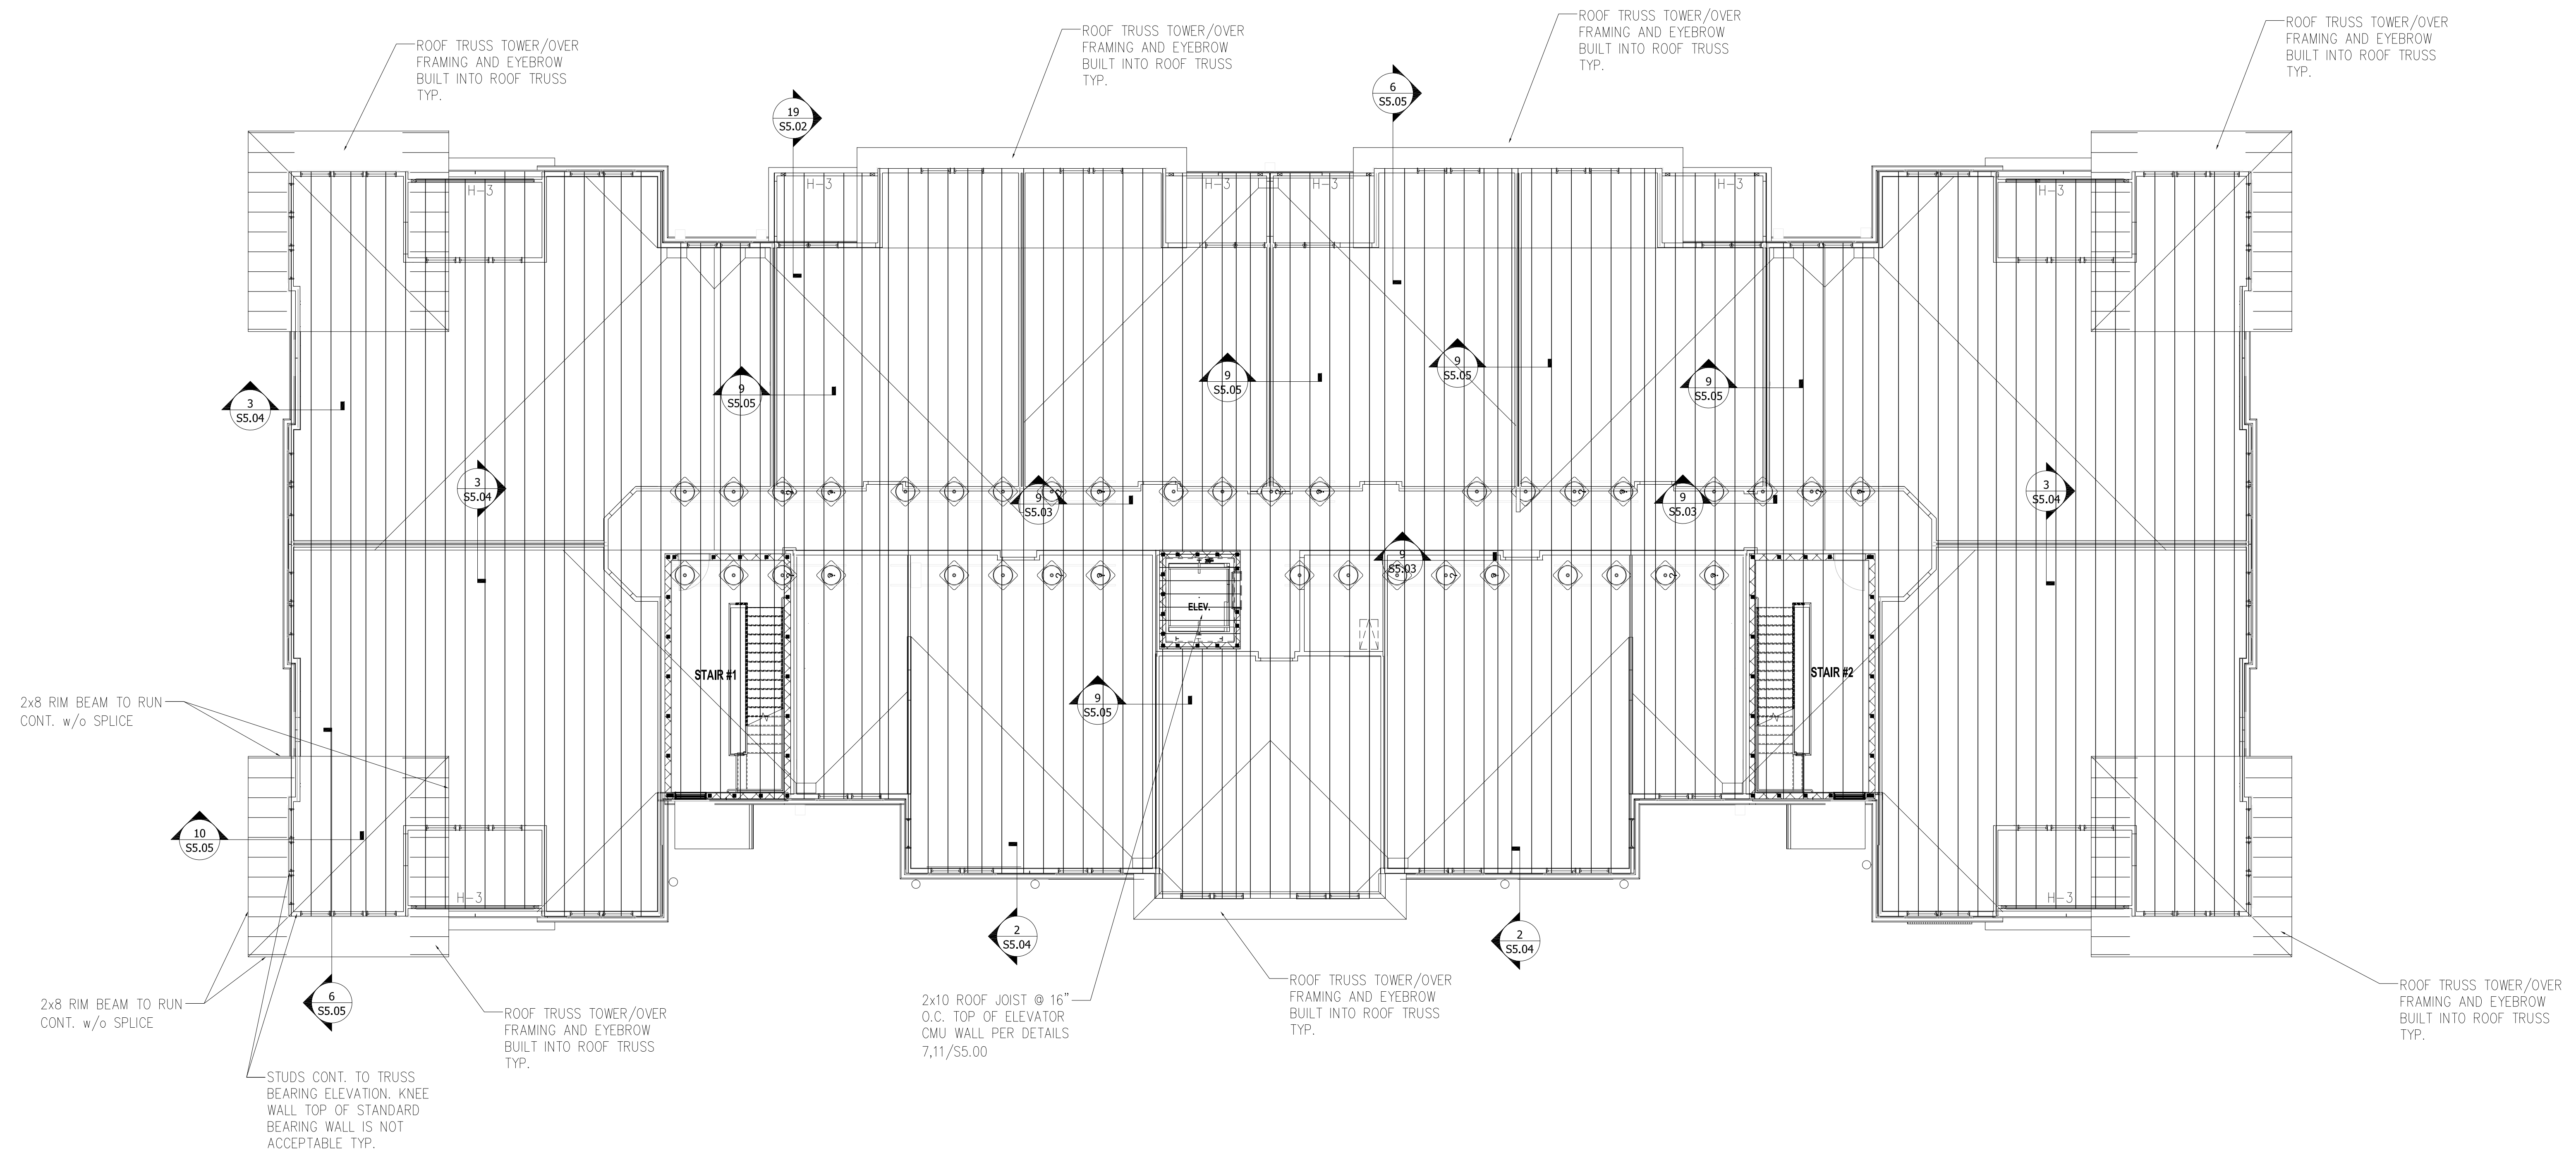 ROOF TRUSS TOWER/OVER
FRAMING AND EYEBROW
BUILT INTO ROOF TRUSS
TYP.
ROOF TRUSS TOWER/OVER
FRAMING AND EYEBROW
BUILT INTO ROOF TRUSS
TYP.
ROOF TRUSS TOWER/OVER
FRAMING AND EYEBROW
BUILT INTO ROOF TRUSS
TYP.
ROOF TRUSS TOWER/OVER
FRAMING AND EYEBROW
BUILT INTO ROOF TRUSS
TYP.
19
S5.02
6
S5.05
H-3
H-3
H-3
H-3
H-3
H-3
3
S5.04
9
S5.05
9
S5.05
9
S5.05
9
S5.05
3
S5.04
9
S5.03
9
S5.03
3
S5.04
9
S5.03
ELEV.
STAIR #1
STAIR #2
9
S5.05
2x8 RIM BEAM TO RUN
CONT. w/o SPLICE
10
S5.05
H-3
H-3
2
S5.04
2
S5.04
2x8 RIM BEAM TO RUN
CONT. w/o SPLICE
6
S5.05
ROOF TRUSS TOWER/OVER
FRAMING AND EYEBROW
BUILT INTO ROOF TRUSS
TYP.
2x10 ROOF JOIST @ 16"
O.C. TOP OF ELEVATOR
CMU WALL PER DETAILS
7,11/S5.00
ROOF TRUSS TOWER/OVER
FRAMING AND EYEBROW
BUILT INTO ROOF TRUSS
TYP.
ROOF TRUSS TOWER/OVER
FRAMING AND EYEBROW
BUILT INTO ROOF TRUSS
TYP.
STUDS CONT. TO TRUSS
BEARING ELEVATION. KNEE
WALL TOP OF STANDARD
BEARING WALL IS NOT
ACCEPTABLE TYP.